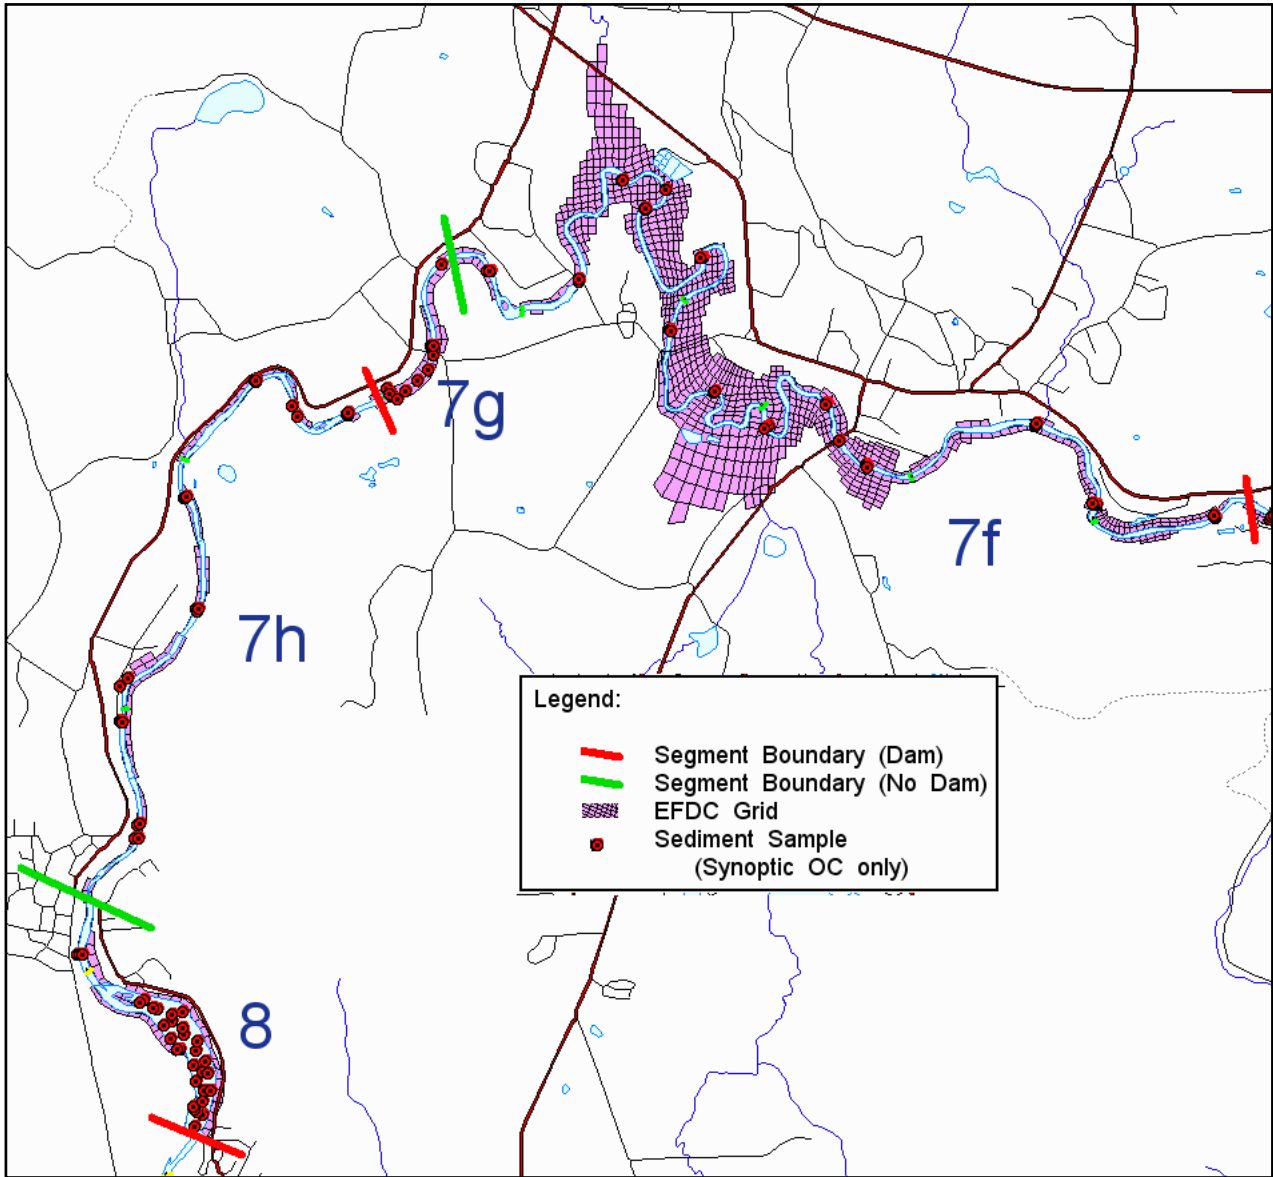 7g
7f
7h
Legend:
Segment Boundary (Dam)
Segment Boundary (No Dam)
EFDC Grid
Sediment Sample
(Synoptic OC only)
8